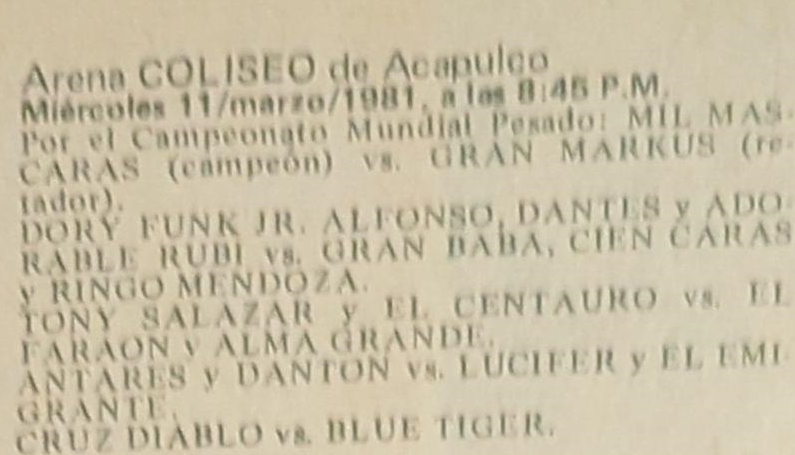 Arena COLISEO de Acapulco
Miércoles 11/marzo/1981, a las 8:45 P.M.
Por el Campeonato Mundial Pesado: MIL MAS-
CARAS (campeón) vs. GRAN MARKUS (re-
tador).
DORY FUNK JR. ALFONSO, DANTES y ADO-
RABLE RUBI vs. GRAN BABA, CIEN CARAS
y RINGO MENDOZA.
TONY SALAZAR y EL CENTAURO vs. EL
FARAON y ALMA GRANDE.
ANTARES y DANTON vs. LUCIFER y EL EMI-
GRANTE.
CRUZ DIABLO vs. BLUE TIGER.